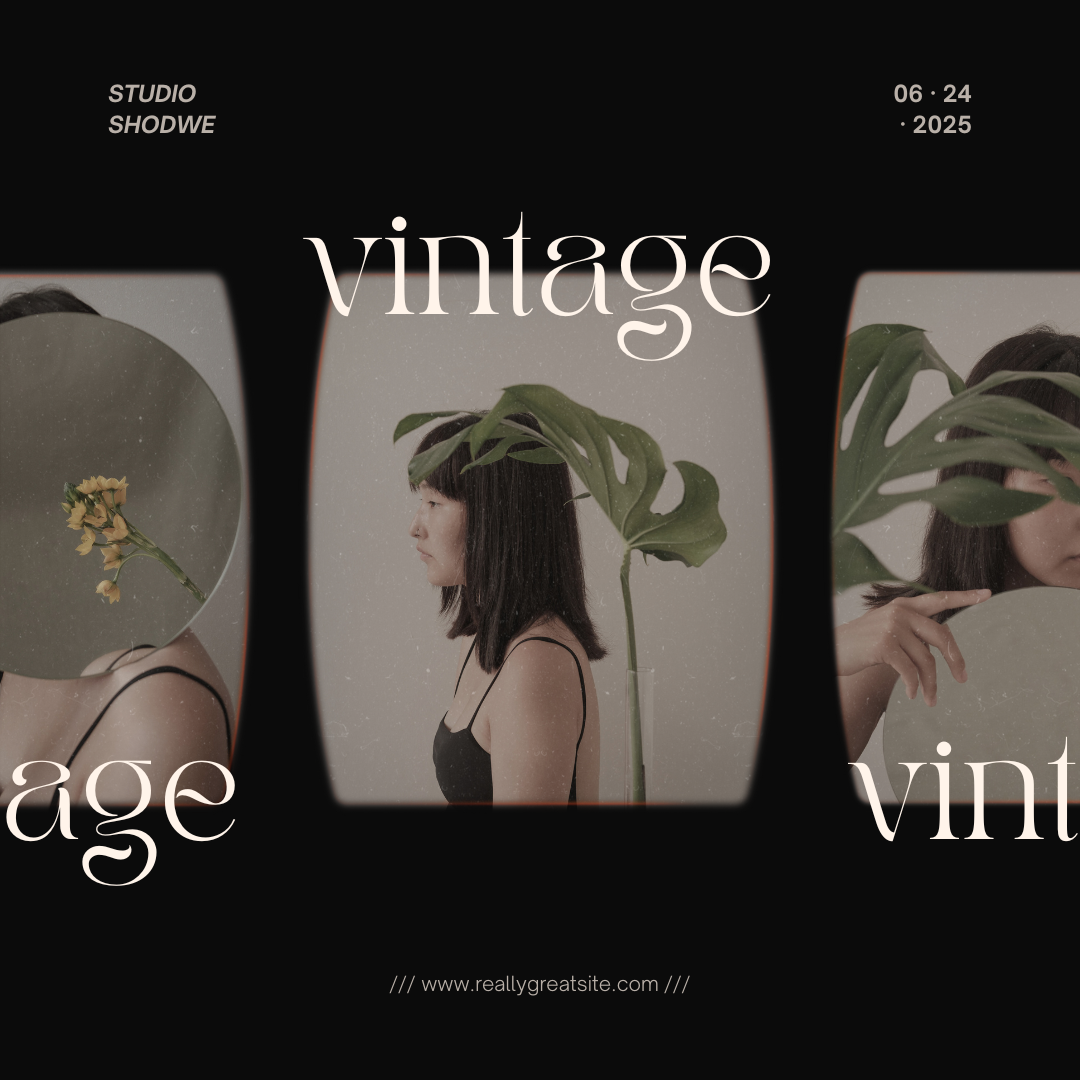 STUDIO
SHODWE
06 · 24
· 2025
vintage
age
vint
/// www.reallygreatsite.com ///